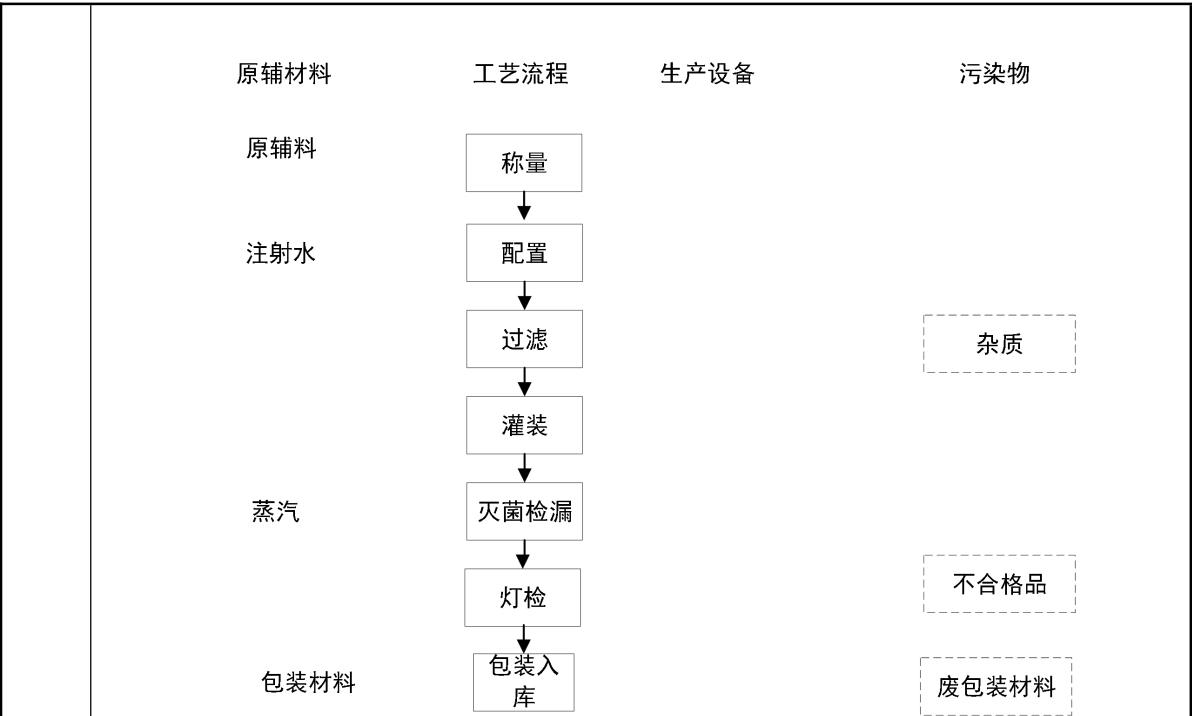 原辅材料 工艺流程 生产设备 污染物
原辅料
称量
注射水
配置
过滤
杂质
灌装
蒸汽
灭菌检漏
灯检
不合格品
包装材料
包装入
库
废包装材料